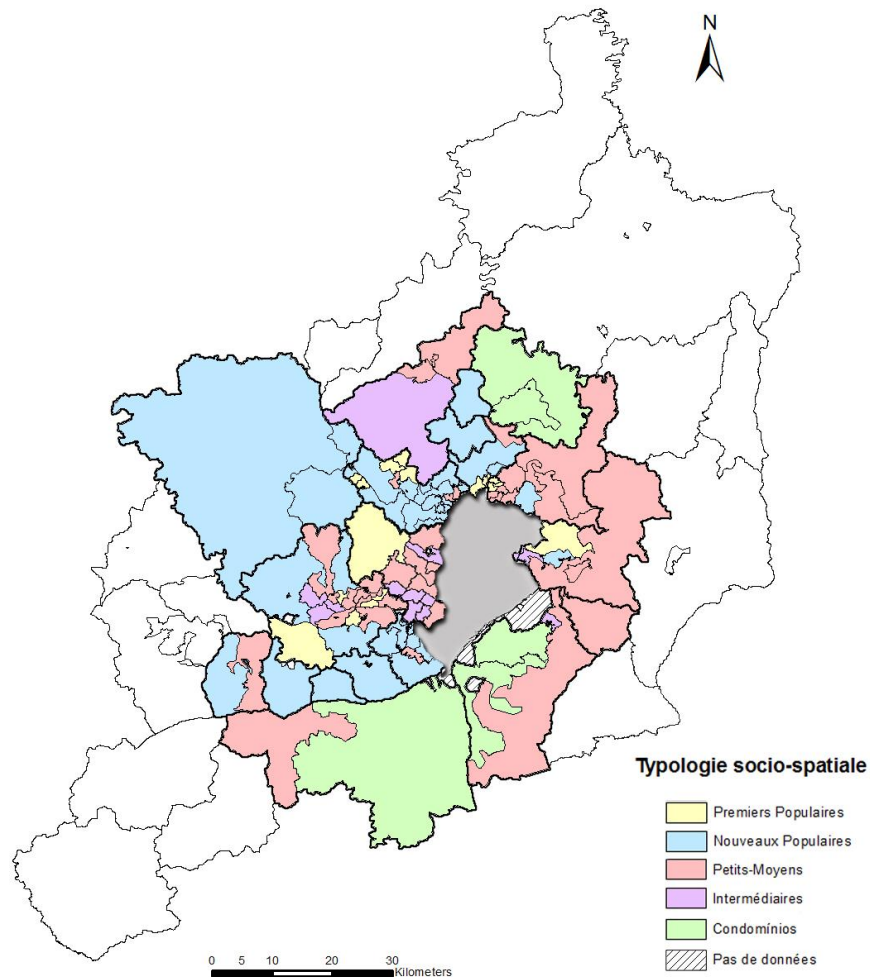 N
Typologie socio-spatiale
Premiers Populaires
Nouveaux Populaires
Petits-Moyens
Intermédiaires
Condomínios
Pas de données
0 5 10 20 30
Kilometers